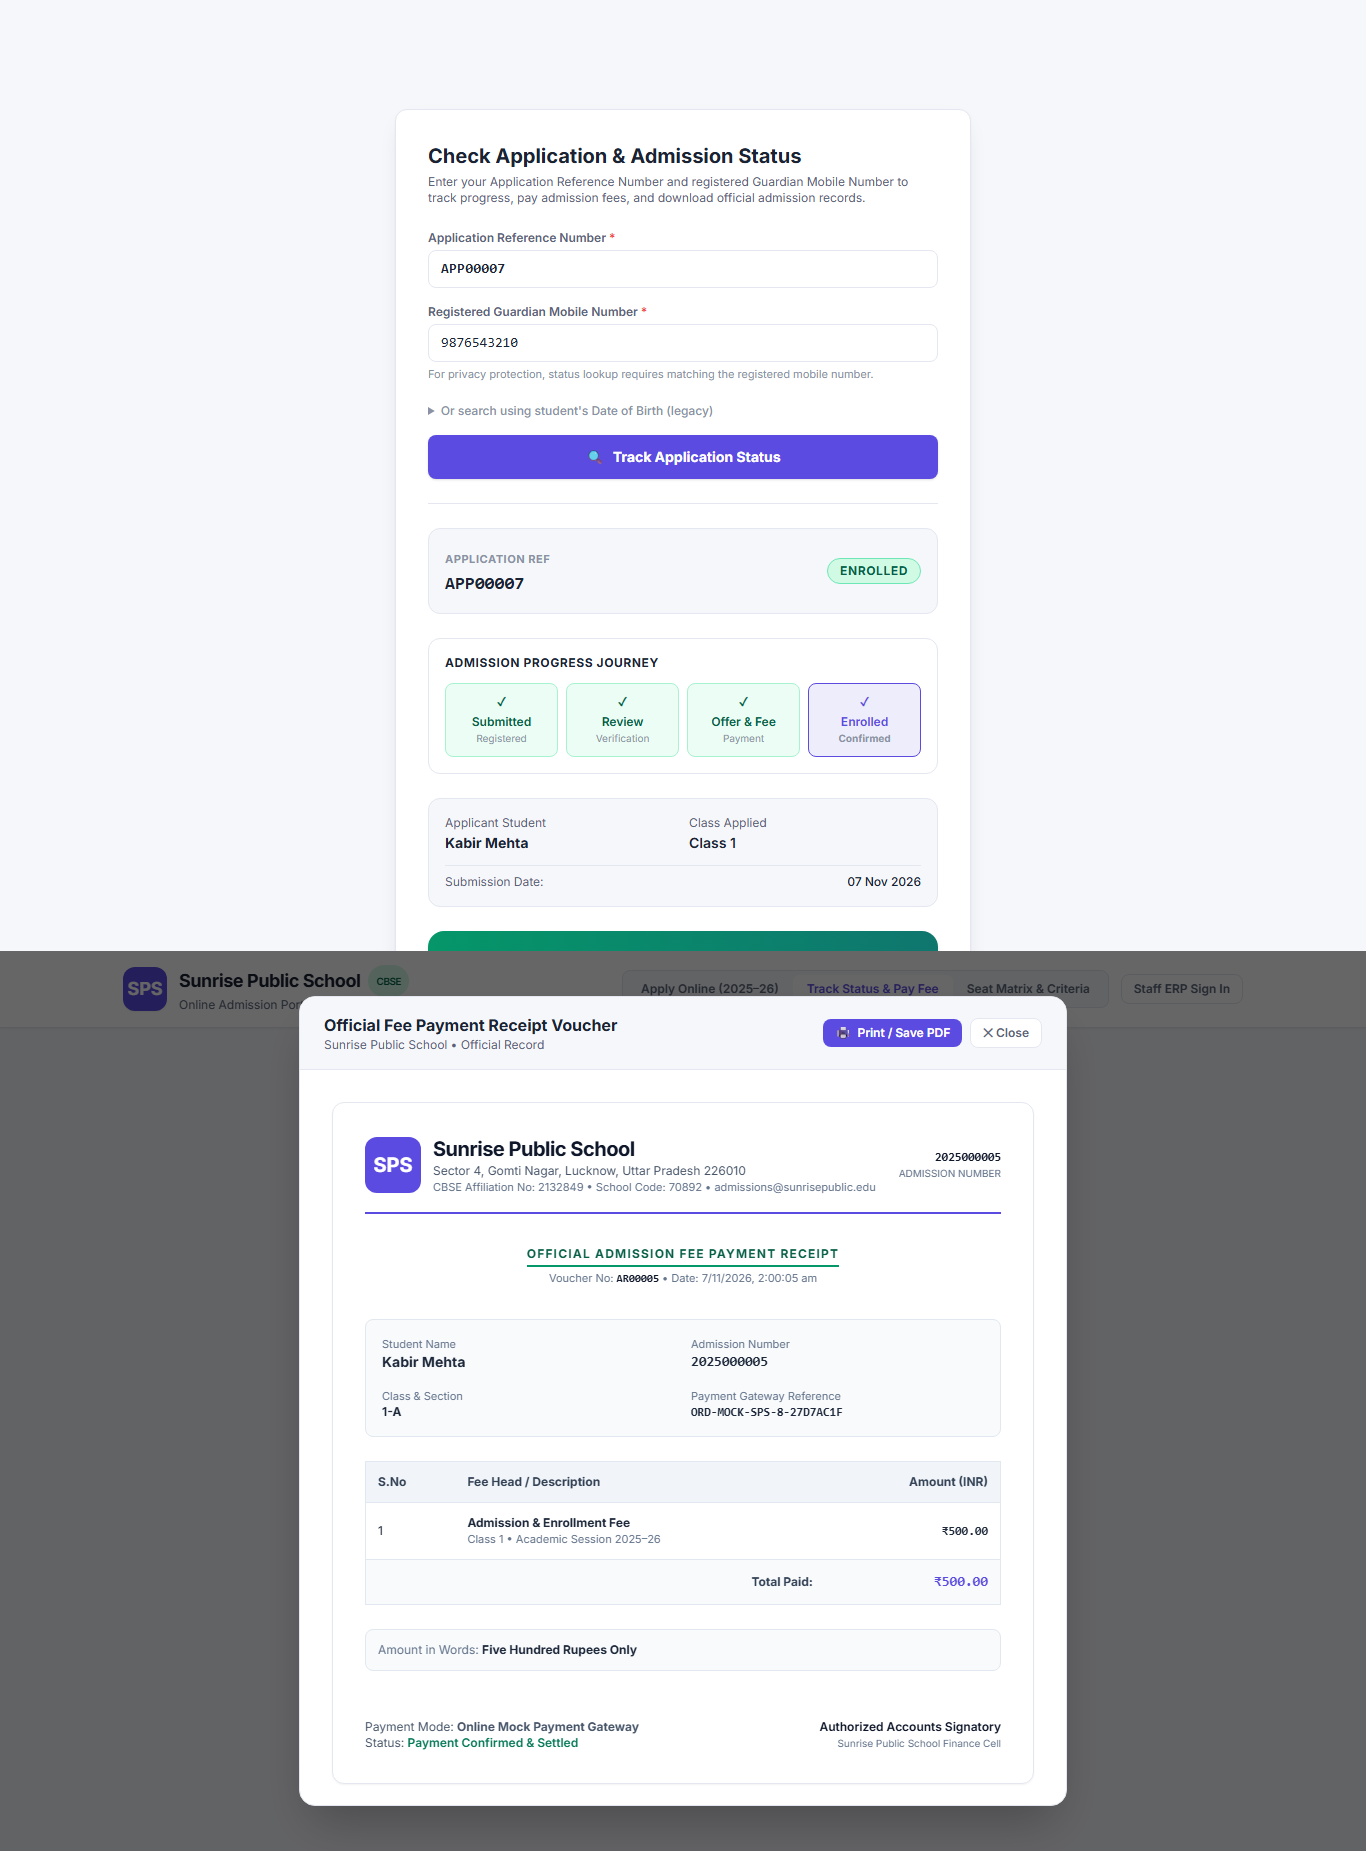 Check Application & Admission Status
Enter your Application Reference Number and registered Guardian Mobile Number to
track progress, pay admission fees, and download official admission records.
Application Reference Number *
APP00007
Registered Guardian Mobile Number *
9876543210
For privacy protection, status lookup requires matching the registered mobile number.
Or search using student's Date of Birth (legacy)
Track Application Status
APPLICATION REF
APP00007
ENROLLED
ADMISSION PROGRESS JOURNEY
✓ ✓ ✓ ✓
Submitted Review Offer & Fee Enrolled
Registered Verification Payment Confirmed
Applicant Student Class Applied
Kabir Mehta Class 1
Submission Date: 07 Nov 2026
SPS Sunrise Public School CBSE
Online Admission Por
Apply Online (2025–26) Track Status & Pay Fee Seat Matrix & Criteria Staff ERP Sign In
Official Fee Payment Receipt Voucher
Sunrise Public School • Official Record
Print / Save PDF
✕ Close
SPS
Sunrise Public School
Sector 4, Gomti Nagar, Lucknow, Uttar Pradesh 226010
CBSE Affiliation No: 2132849 • School Code: 70892 • admissions@sunrisepublic.edu
2025000005
ADMISSION NUMBER
OFFICIAL ADMISSION FEE PAYMENT RECEIPT
Voucher No: AR00005 • Date: 7/11/2026, 2:00:05 am
Student Name Admission Number
Kabir Mehta 2025000005
Class & Section Payment Gateway Reference
1-A ORD-MOCK-SPS-8-27D7AC1F
S.No Fee Head / Description Amount (INR)
1 Admission & Enrollment Fee ₹500.00
Class 1 • Academic Session 2025–26
Total Paid: ₹500.00
Amount in Words: Five Hundred Rupees Only
Payment Mode: Online Mock Payment Gateway
Status: Payment Confirmed & Settled
Authorized Accounts Signatory
Sunrise Public School Finance Cell